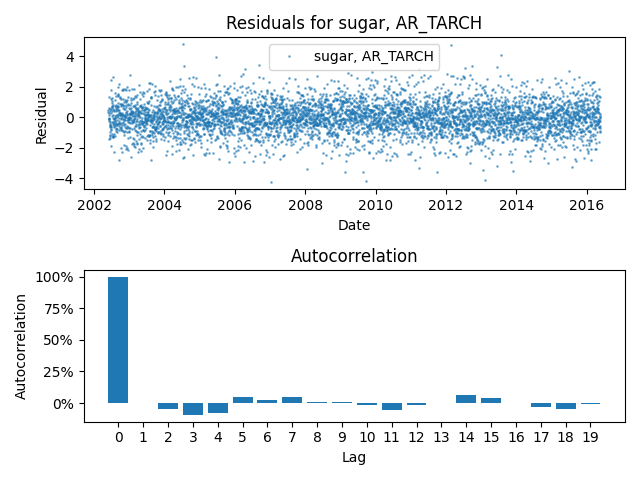 Residuals for sugar, AR_TARCH
sugar, AR_TARCH
4
2
0
−2
−4
Residual
2002 2004 2006 2008 2010 2012 2014 2016
Date
Autocorrelation
100%
75%
50%
25%
0%
Autocorrelation
0 1 2 3 4 5 6 7 8 9 10 11 12 13 14 15 16 17 18 19
Lag